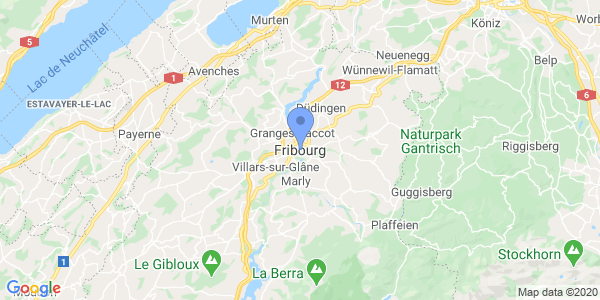 Murten
Köniz
5
Lac de Neuchâtel
Neuenegg
Belp
1
Avenches
Wünnewil-Flamatt
12
6
ESTAVAYER-LE-LAC
Düdingen
Payerne
Granges-Paccot
Naturpark
Gantrisch
Riggisberg
Fribourg
Villars-sur-Glâne
Marly
Guggisberg
Plaffeien
Stockhorn
1
Le Gibloux
La Berra
Google
Map data ©2020